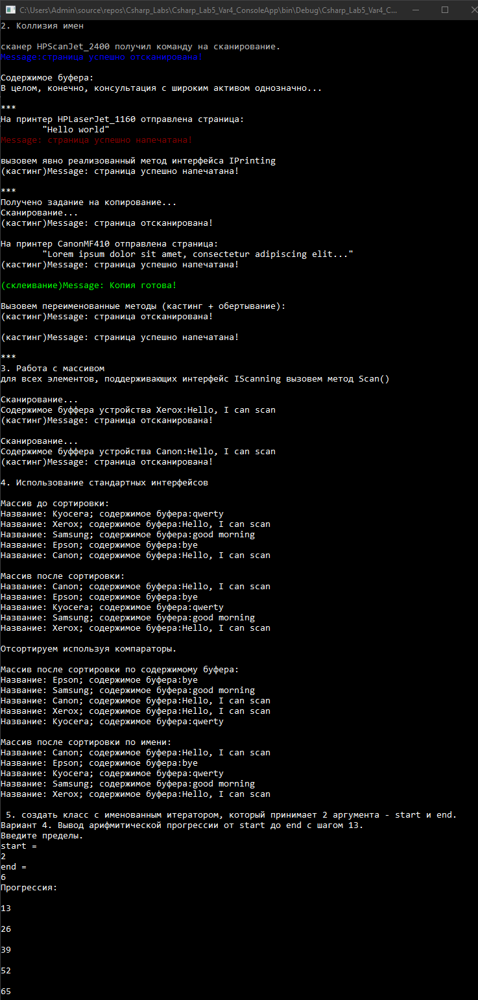 C:\Users\Admin\source\repos\Csharp_Labs\Csharp_Lab5_Var4_ConsoleApp\bin\Debug\Csharp_Lab5_Var4_C...
2. Коллизия имен
сканер HPScanJet_2400 получил команду на сканирование.
Message:страница успешно отсканирована!
Содержимое буфера:
В целом, конечно, консультация с широким активом однозначно...
***
На принтер HPLaserJet_1160 отправлена страница:
"Hello world"
Message: страница успешно напечатана!
вызовем явно реализованный метод интерфейса IPrinting
(кастинг)Message: страница успешно напечатана!
***
Получено задание на копирование...
Сканирование...
(кастинг)Message: страница отсканирована!
На принтер CanonMF410 отправлена страница:
"Lorem ipsum dolor sit amet, consectetur adipiscing elit..."
(кастинг)Message: страница успешно напечатана!
(склеивание)Message: Копия готова!
Вызовем переименованные методы (кастинг + обертывание):
(кастинг)Message: страница отсканирована!
(кастинг)Message: страница успешно напечатана!
***
3. Работа с массивом
для всех элементов, поддерживающих интерфейс IScanning вызовем метод Scan()
Сканирование...
Содержимое буффера устройства Xerox:Hello, I can scan
(кастинг)Message: страница отсканирована!
Сканирование...
Содержимое буффера устройства Canon:Hello, I can scan
(кастинг)Message: страница отсканирована!
4. Использование стандартных интерфейсов
Массив до сортировки:
Название: Kyocera; содержимое буфера:qwerty
Название: Xerox; содержимое буфера:Hello, I can scan
Название: Samsung; содержимое буфера:good morning
Название: Epson; содержимое буфера:bye
Название: Canon; содержимое буфера:Hello, I can scan
Массив после сортировки:
Название: Canon; содержимое буфера:Hello, I can scan
Название: Epson; содержимое буфера:bye
Название: Kyocera; содержимое буфера:qwerty
Название: Samsung; содержимое буфера:good morning
Название: Xerox; содержимое буфера:Hello, I can scan
Отсортируем используя компараторы.
Массив после сортировки по содержимому буфера:
Название: Epson; содержимое буфера:bye
Название: Samsung; содержимое буфера:good morning
Название: Canon; содержимое буфера:Hello, I can scan
Название: Xerox; содержимое буфера:Hello, I can scan
Название: Kyocera; содержимое буфера:qwerty
Массив после сортировки по имени:
Название: Canon; содержимое буфера:Hello, I can scan
Название: Epson; содержимое буфера:bye
Название: Kyocera; содержимое буфера:qwerty
Название: Samsung; содержимое буфера:good morning
Название: Xerox; содержимое буфера:Hello, I can scan
5. создать класс с именованным итератором, который принимает 2 аргумента - start и end.
Вариант 4. Вывод арифмитической прогрессии от start до end с шагом 13.
Введите пределы.
start =
2
end =
6
Прогрессия:
13
26
39
52
65